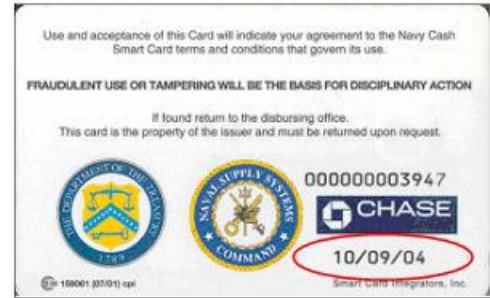 Use and acceptance of this Card will indicate your agreement to the Navy Cash
Smart Card terms and conditions that govern its use.
FRAUDULENT USE OR TAMPERING WILL BE THE BASIS FOR DISCIPLINARY ACTION
If found return to the disbursing office.
This card is the property of the issuer and must be returned upon request.
THE DEPARTMENT OF THE TREASURY
1789
NAVAL SUPPLY SYSTEMS
COMMAND
000000003947
CHASE
10/09/04
159061 (07/01) cpi
Smart Card Integrators, Inc.